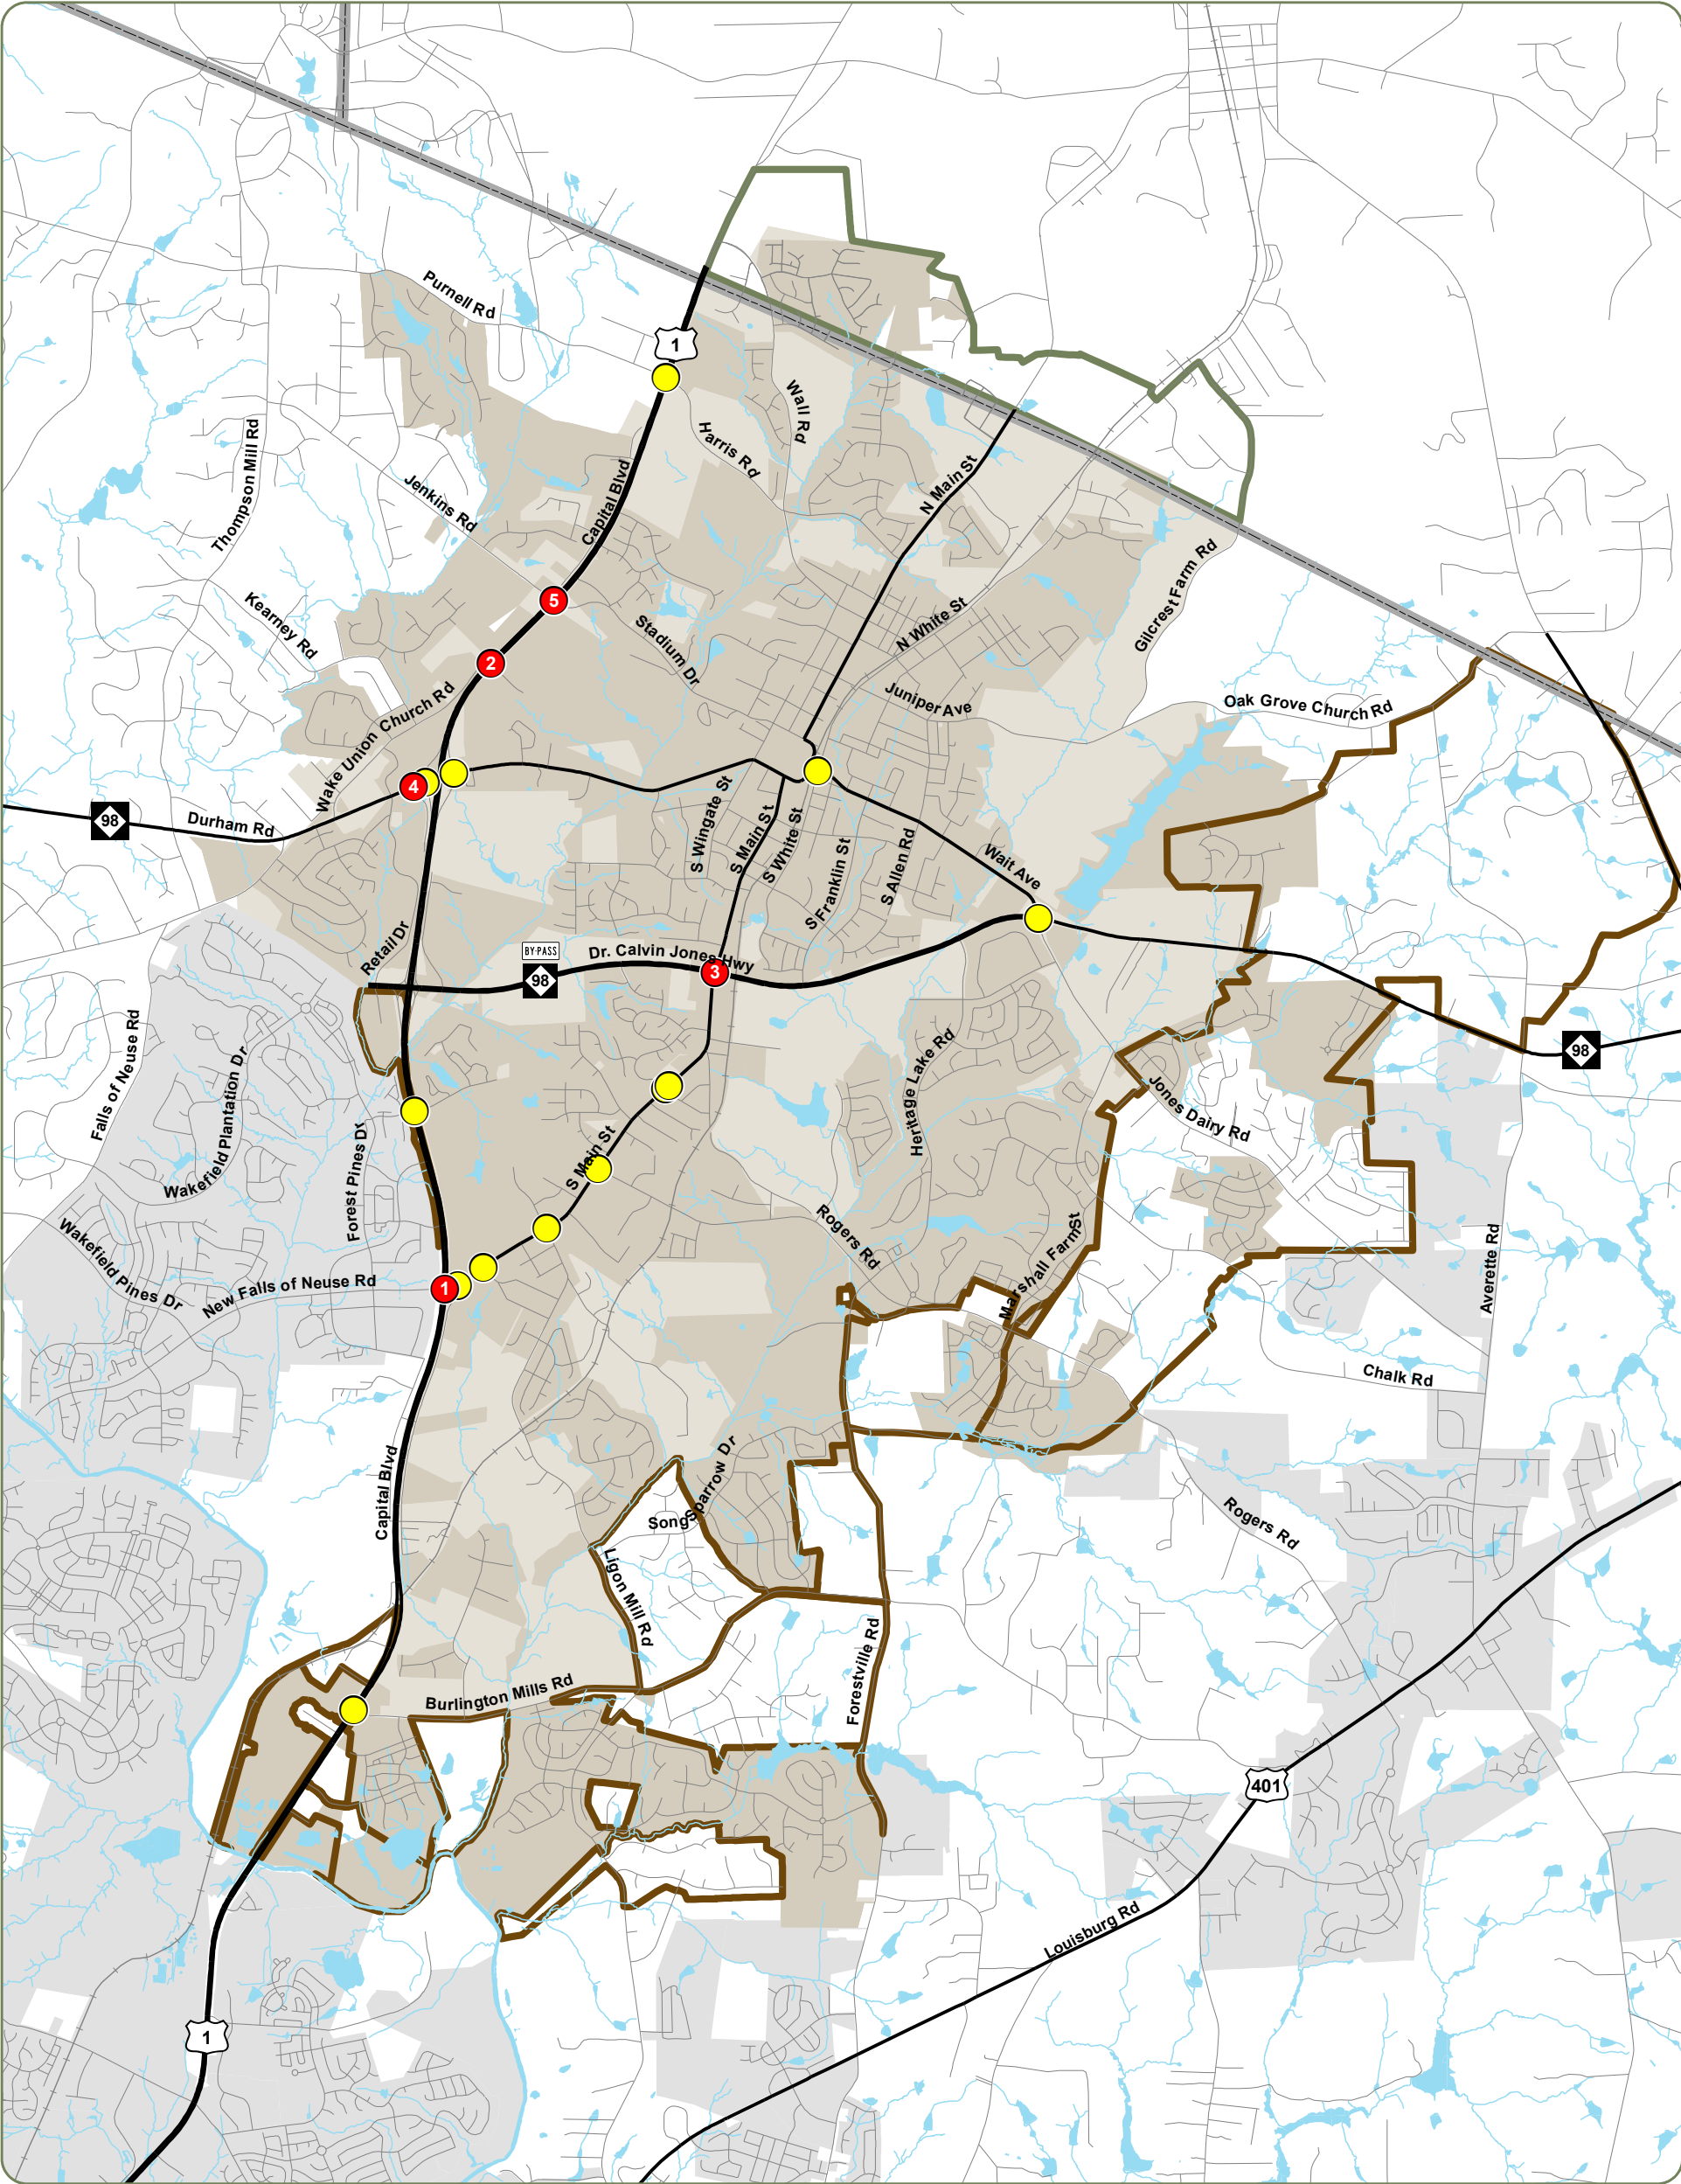 Purnell Rd
1
Wall Rd
Harris Rd
Thompson Mill Rd
Capital Blvd
Jenkins Rd
N Main St
Gilcrest Farm Rd
5
Kearney Rd
N White St
Stadium Dr
2
Juniper Ave
Oak Grove Church Rd
Wake Union Church Rd
4
98
Durham Rd
S Wingate St
S Main St
S White St
S Franklin St
S Allen Rd
Wait Ave
Retail Dr
BY-PASS
98
Dr. Calvin Jones Hwy
3
98
Falls of Neuse Rd
Wakefield Plantation Dr
Heritage Lake Rd
Jones Dairy Rd
Forest Pines Dr
S Main St
Rogers Rd
Marshall Farm St
Averette Rd
Wakefield Pines Dr
New Falls of Neuse Rd
1
Chalk Rd
Capital Blvd
Song Sparrow Dr
Rogers Rd
Ligon Mill Rd
Forestville Rd
Burlington Mills Rd
401
Louisburg Rd
1